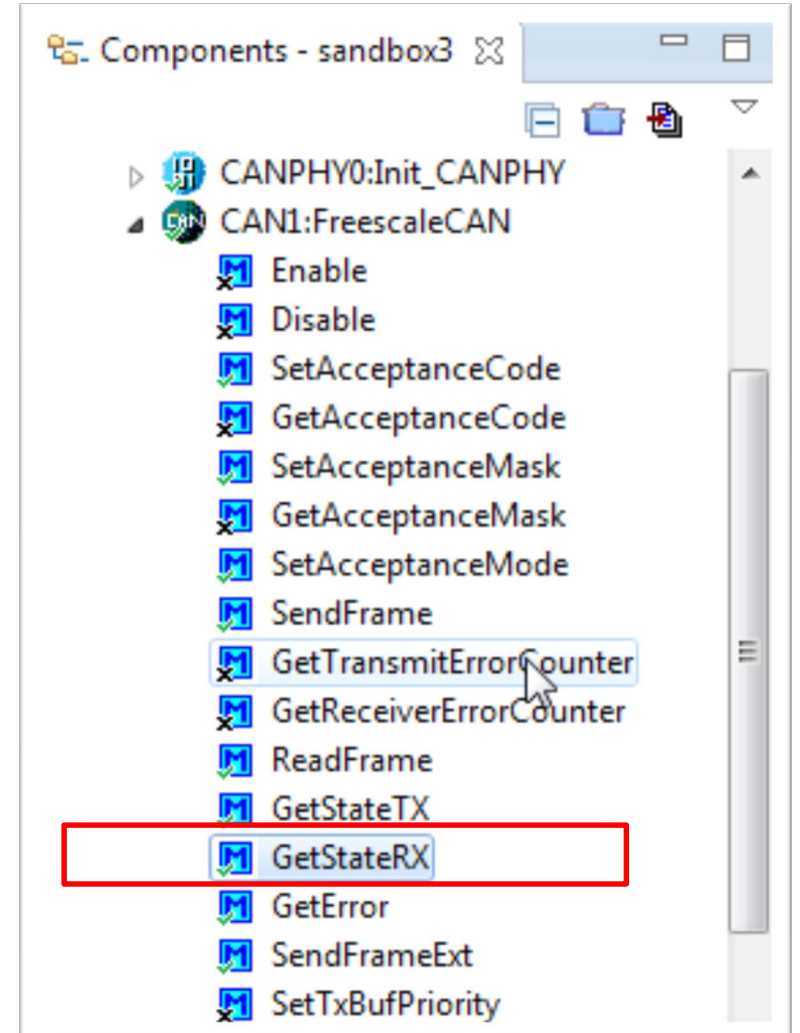 Components - sandbox3
CANPHY0:Init_CANPHY
CAN1:FreescaleCAN
Enable
Disable
SetAcceptanceCode
GetAcceptanceCode
SetAcceptanceMask
GetAcceptanceMask
SetAcceptanceMode
SendFrame
GetTransmitErrorCounter
GetReceiverErrorCounter
ReadFrame
GetStateTX
GetStateRX
GetError
SendFrameExt
SetTxBufPriority